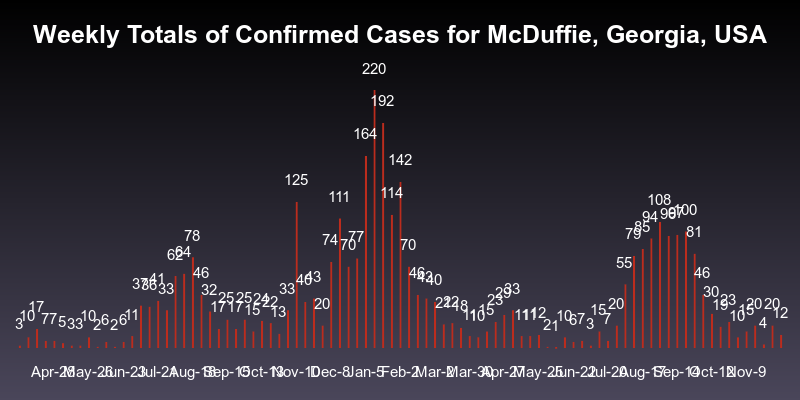 Weekly Totals of Confirmed Cases for McDuffie, Georgia, USA
3 10 17 7 7 5 3 3 10 2 6 2 6 11 37 36 41 33 62 64 78 46 32 17 25 17 25 15 24 22 13 33 125 40 43 20 74 111 70 77 164 220 192 114 142 70 46 40 22 18 11 10 15 23 29 33 11 11 12 2 1 10 6 7 3 15 7 20 55 79 85 94 108 97 100 81 46 30 19 23 10 15 20 4 20 12
Apr-28 May-26 Jun-23 Jul-21 Aug-18 Sep-15 Oct-13 Nov-10 Dec-8 Jan-5 Feb-2 Mar-2 Mar-30 Apr-27 May-25 Jun-22 Jul-20 Aug-17 Sep-14 Oct-12 Nov-9